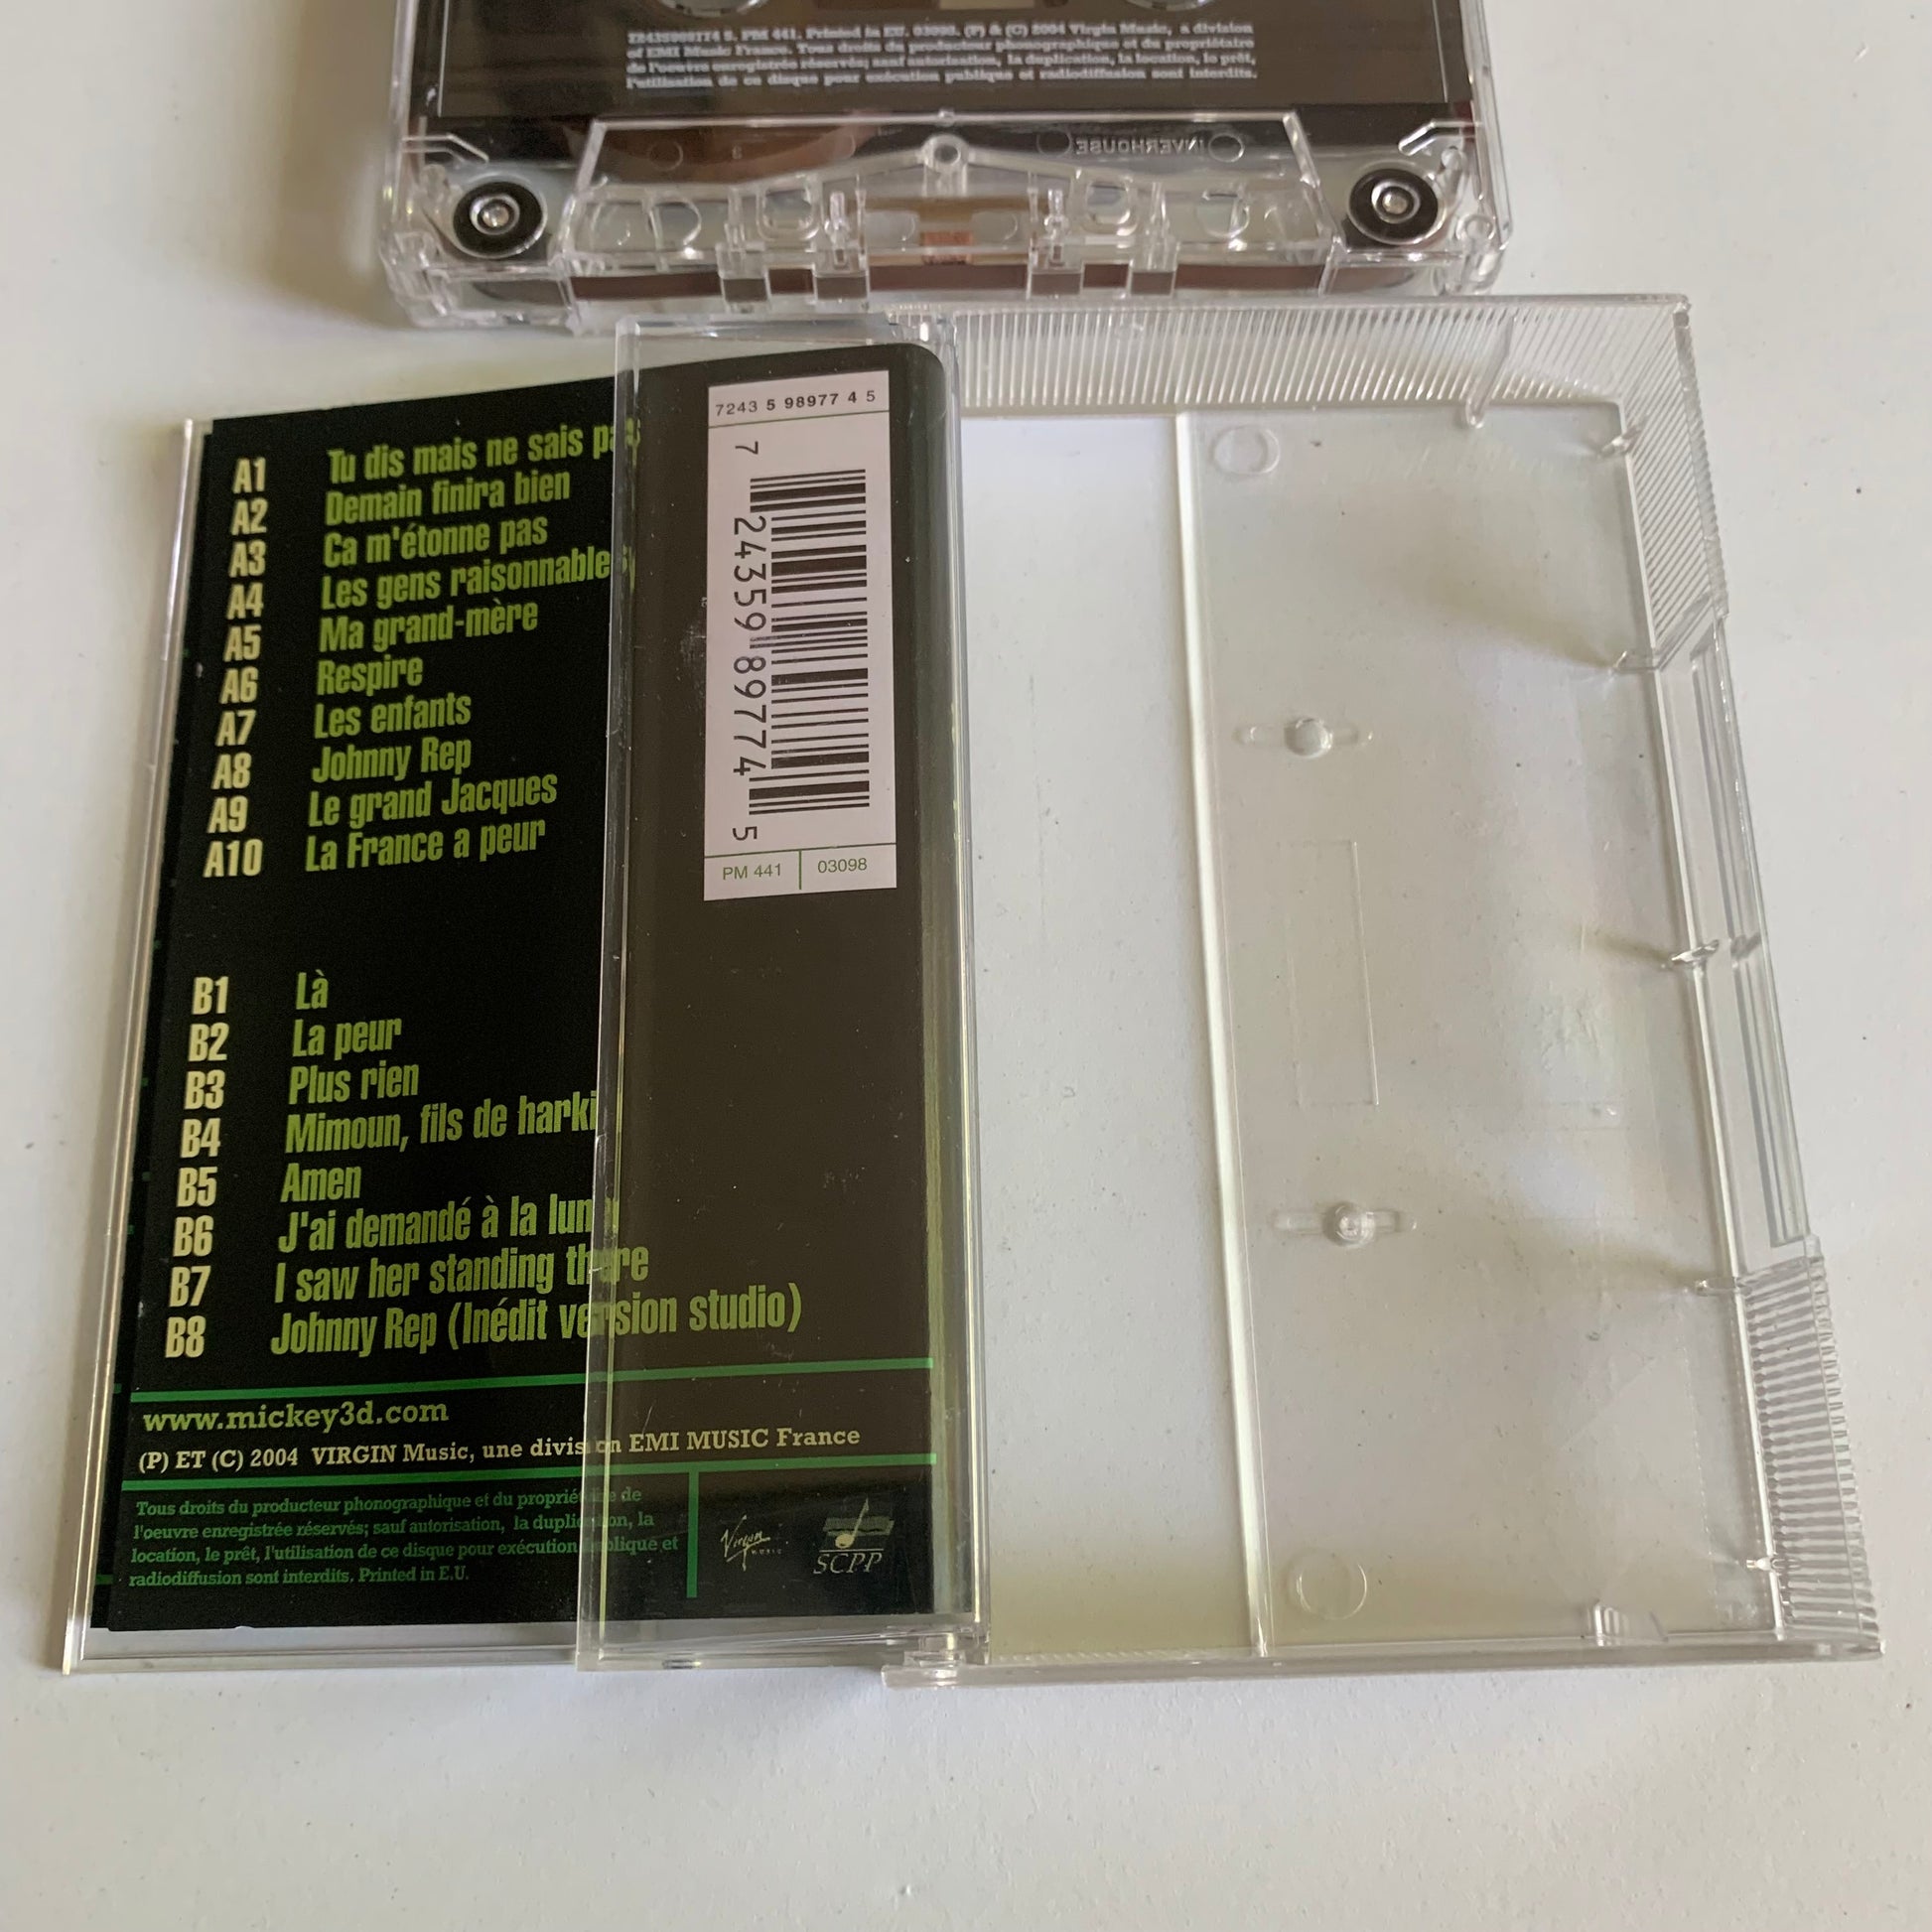 72435989774 5. PM 441. Printed in EU. 03098. (P) & (C) 2004 Virgin Music, a division
of EMI Music France. Tous droits du producteur phonographique et du propriétaire
de l'oeuvre enregistrée réservés; sauf autorisation, la duplication, la location, le prêt,
l'utilisation de ce disque pour exécution publique et radiodiffusion sont interdits.
INVERHOUSE
7243 5 98977 4 5
7 24359 89774 5
PM 441 03098
A1 Tu dis mais ne sais pas
A2 Demain finira bien
A3 Ca m'étonne pas
A4 Les gens raisonnables
A5 Ma grand-mère
A6 Respire
A7 Les enfants
A8 Johnny Rep
A9 Le grand Jacques
A10 La France a peur
B1 Là
B2 La peur
B3 Plus rien
B4 Mimoun, fils de harki
B5 Amen
B6 J'ai demandé à la lune
B7 I saw her standing there
B8 Johnny Rep (Inédit version studio)
www.mickey3d.com
(P) ET (C) 2004 VIRGIN Music, une division EMI MUSIC France
Tous droits du producteur phonographique et du propriétaire de
l'oeuvre enregistrée réservés; sauf autorisation, la duplication, la
location, le prêt, l'utilisation de ce disque pour exécution publique et
radiodiffusion sont interdits. Printed in E.U.
Virgin
MUSIC
SCPP